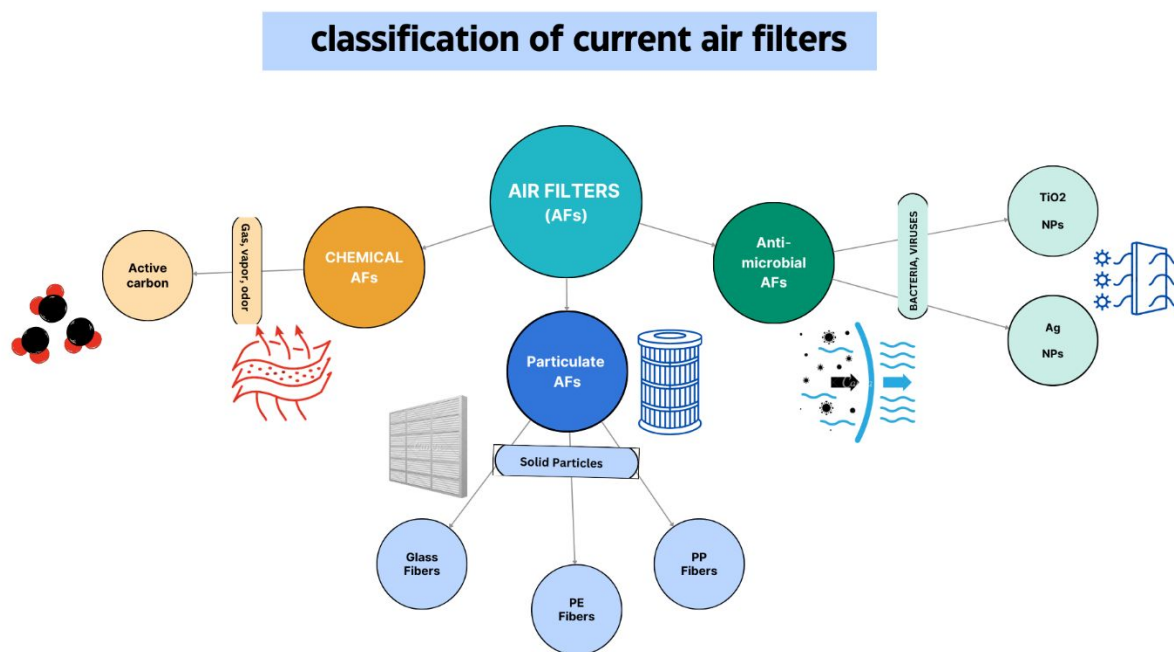 classification of current air filters
AIR FILTERS
(AFs)
CHEMICAL
AFs
Gas, vapor, odor
Active
carbon
Particulate
AFs
Solid Particles
Glass
Fibers
PE
Fibers
PP
Fibers
Anti-
microbial
AFs
BACTERIA, VIRUSES
TiO2
NPs
Ag
NPs